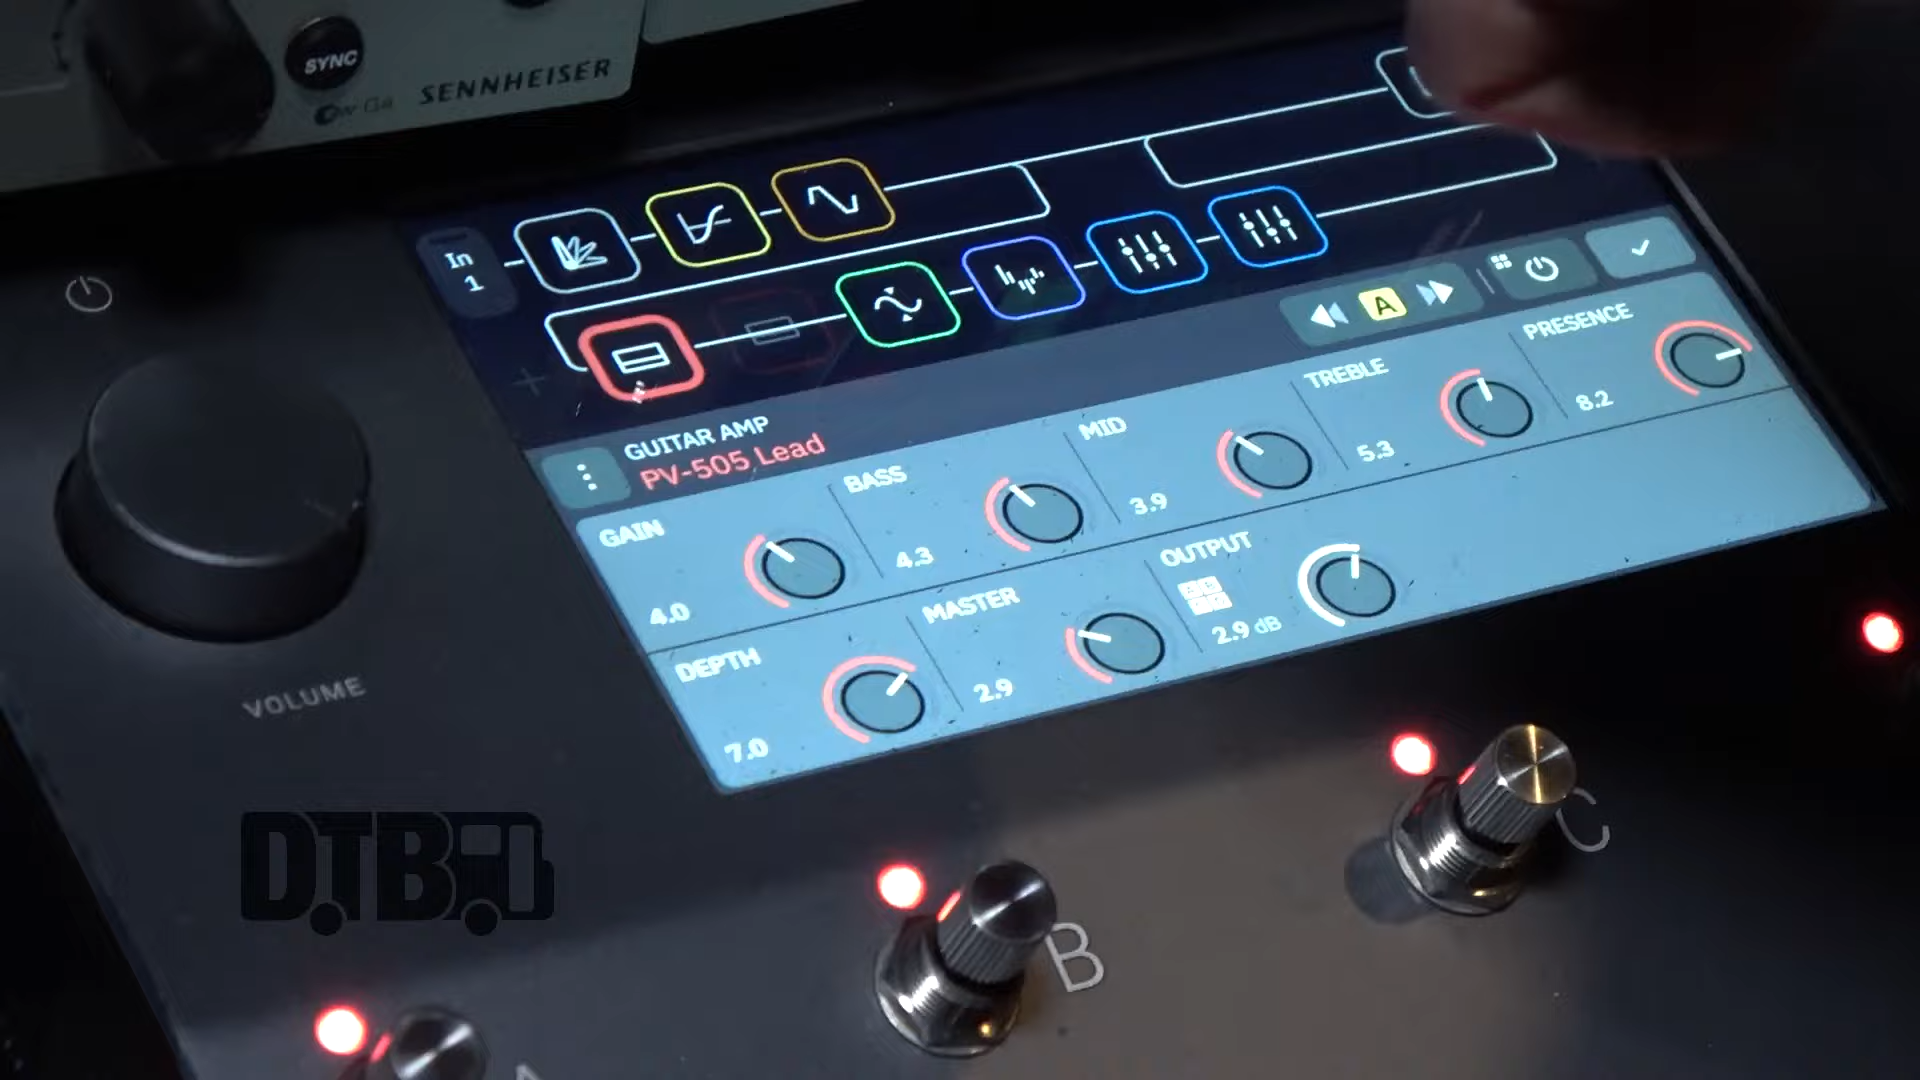 SYNC
SENNHEISER
In
1
A
GUITAR AMP
PV-505 Lead
GAIN
4.0
BASS
4.3
MID
3.9
TREBLE
5.3
PRESENCE
8.2
DEPTH
7.0
MASTER
2.9
OUTPUT
2.9 dB
VOLUME
DTB
A
B
C